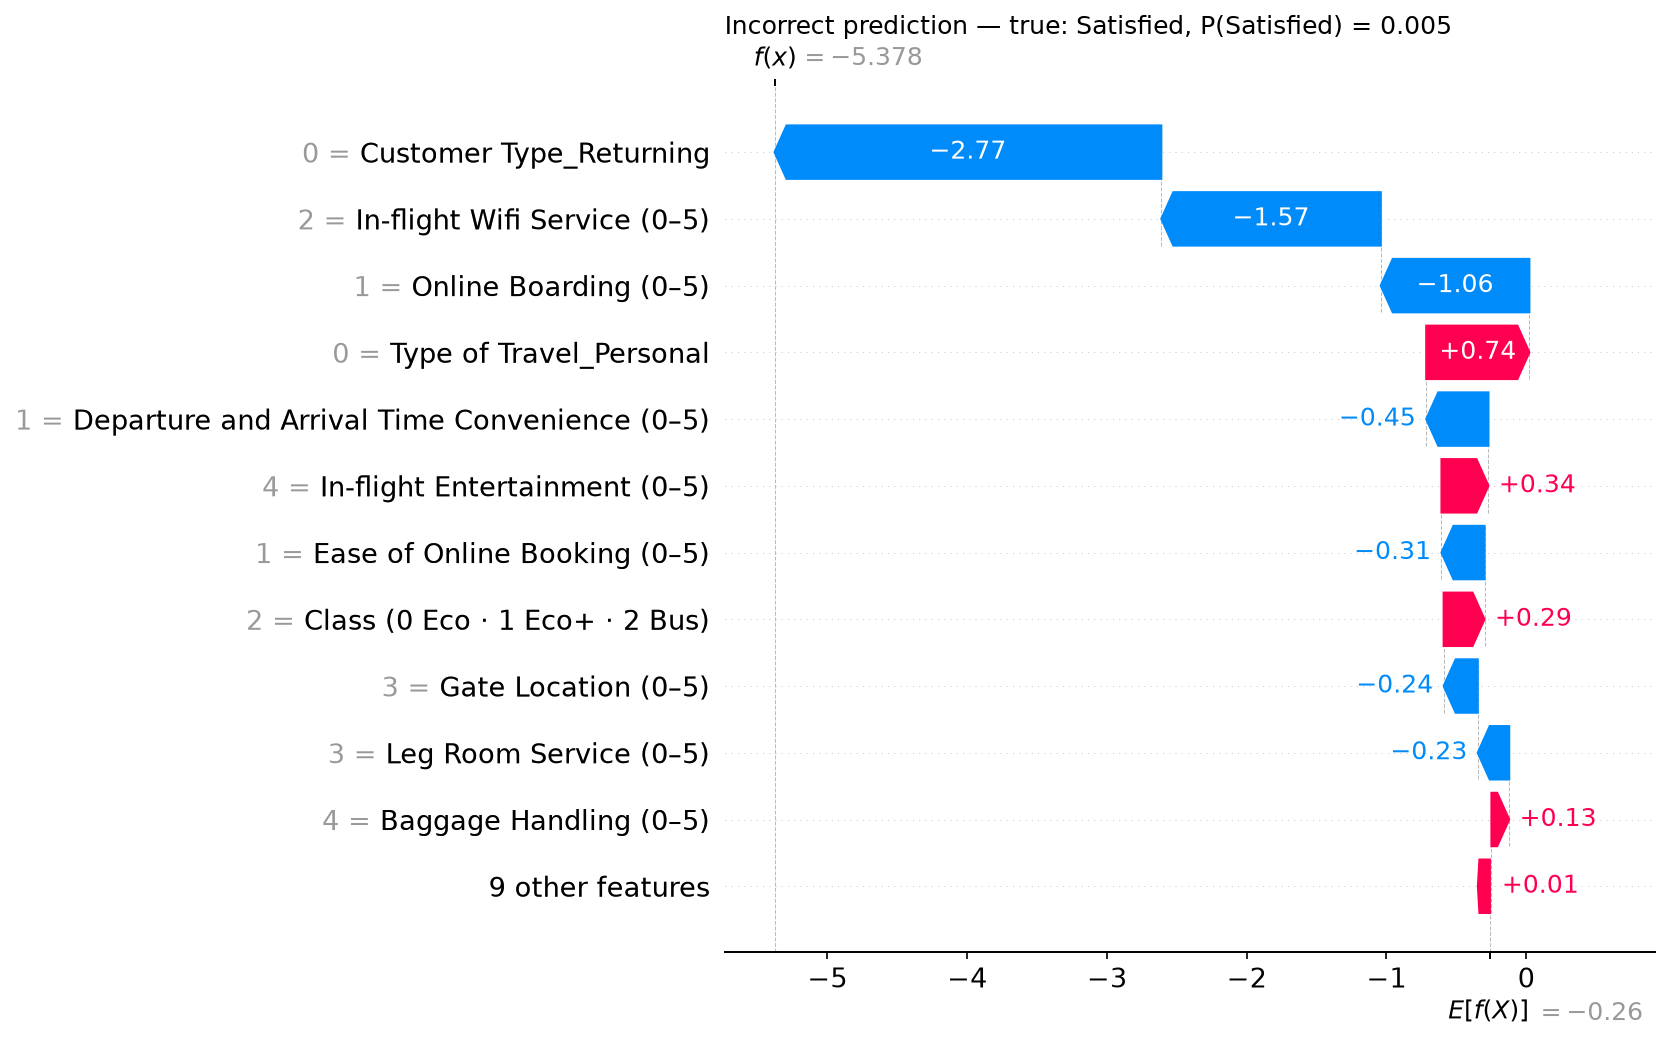 Incorrect prediction — true: Satisfied, P(Satisfied) = 0.005
f(x) = −5.378
0 = Customer Type_Returning
−2.77
2 = In-flight Wifi Service (0–5)
−1.57
1 = Online Boarding (0–5)
−1.06
0 = Type of Travel_Personal
+0.74
1 = Departure and Arrival Time Convenience (0–5)
−0.45
4 = In-flight Entertainment (0–5)
+0.34
1 = Ease of Online Booking (0–5)
−0.31
2 = Class (0 Eco · 1 Eco+ · 2 Bus)
+0.29
3 = Gate Location (0–5)
−0.24
3 = Leg Room Service (0–5)
−0.23
4 = Baggage Handling (0–5)
+0.13
9 other features
+0.01
−5 −4 −3 −2 −1 0
E[f(X)] = −0.26